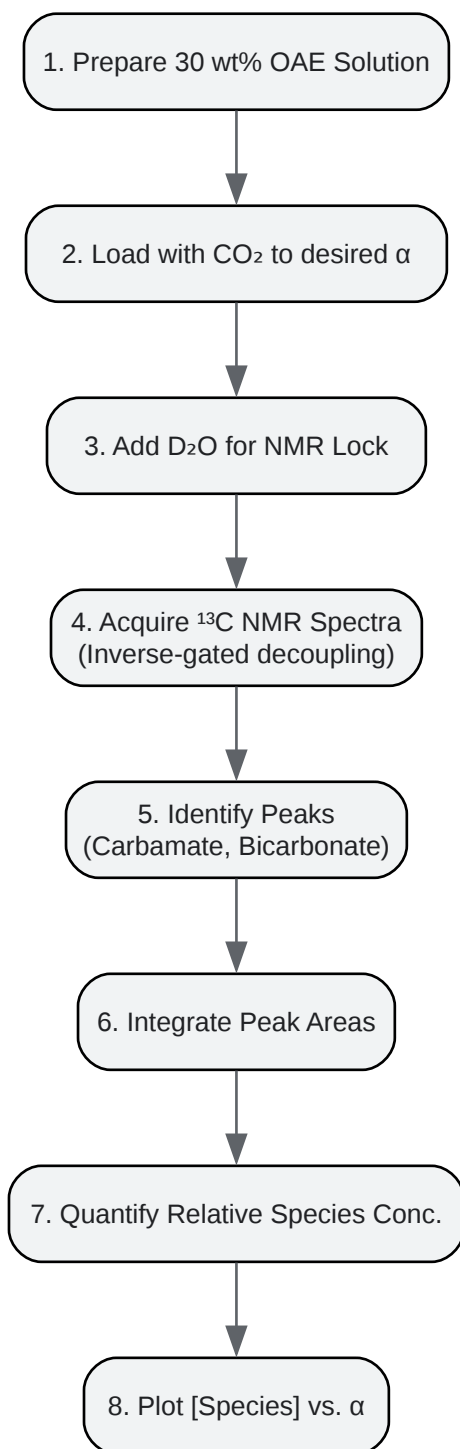 1. Prepare 30 wt% OAE Solution
2. Load with CO₂ to desired α
3. Add D₂O for NMR Lock
4. Acquire ¹³C NMR Spectra
(Inverse-gated decoupling)
5. Identify Peaks
(Carbamate, Bicarbonate)
6. Integrate Peak Areas
7. Quantify Relative Species Conc.
8. Plot [Species] vs. α